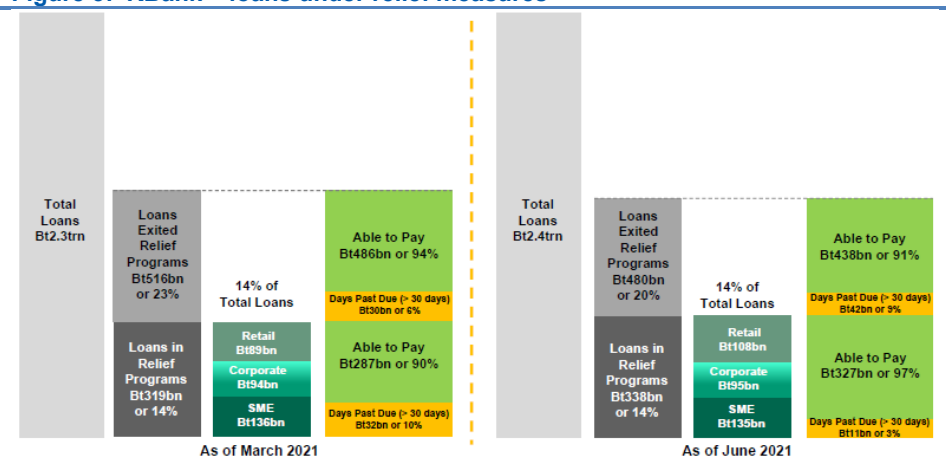 Total
Loans
Bt2.3trn
Loans
Exited
Relief
Programs
Bt516bn
or 23%
Loans in
Relief
Programs
Bt319bn
or 14%
14% of
Total Loans
Retail
Bt89bn
Corporate
Bt94bn
SME
Bt136bn
Able to Pay
Bt486bn or 94%
Days Past Due (> 30 days)
Bt30bn or 6%
Able to Pay
Bt287bn or 90%
Days Past Due (> 30 days)
Bt32bn or 10%
As of March 2021
Total
Loans
Bt2.4trn
Loans
Exited
Relief
Programs
Bt480bn
or 20%
Loans in
Relief
Programs
Bt338bn
or 14%
14% of
Total Loans
Retail
Bt108bn
Corporate
Bt95bn
SME
Bt135bn
Able to Pay
Bt438bn or 91%
Days Past Due (> 30 days)
Bt42bn or 9%
Able to Pay
Bt327bn or 97%
Days Past Due (> 30 days)
Bt11bn or 3%
As of June 2021